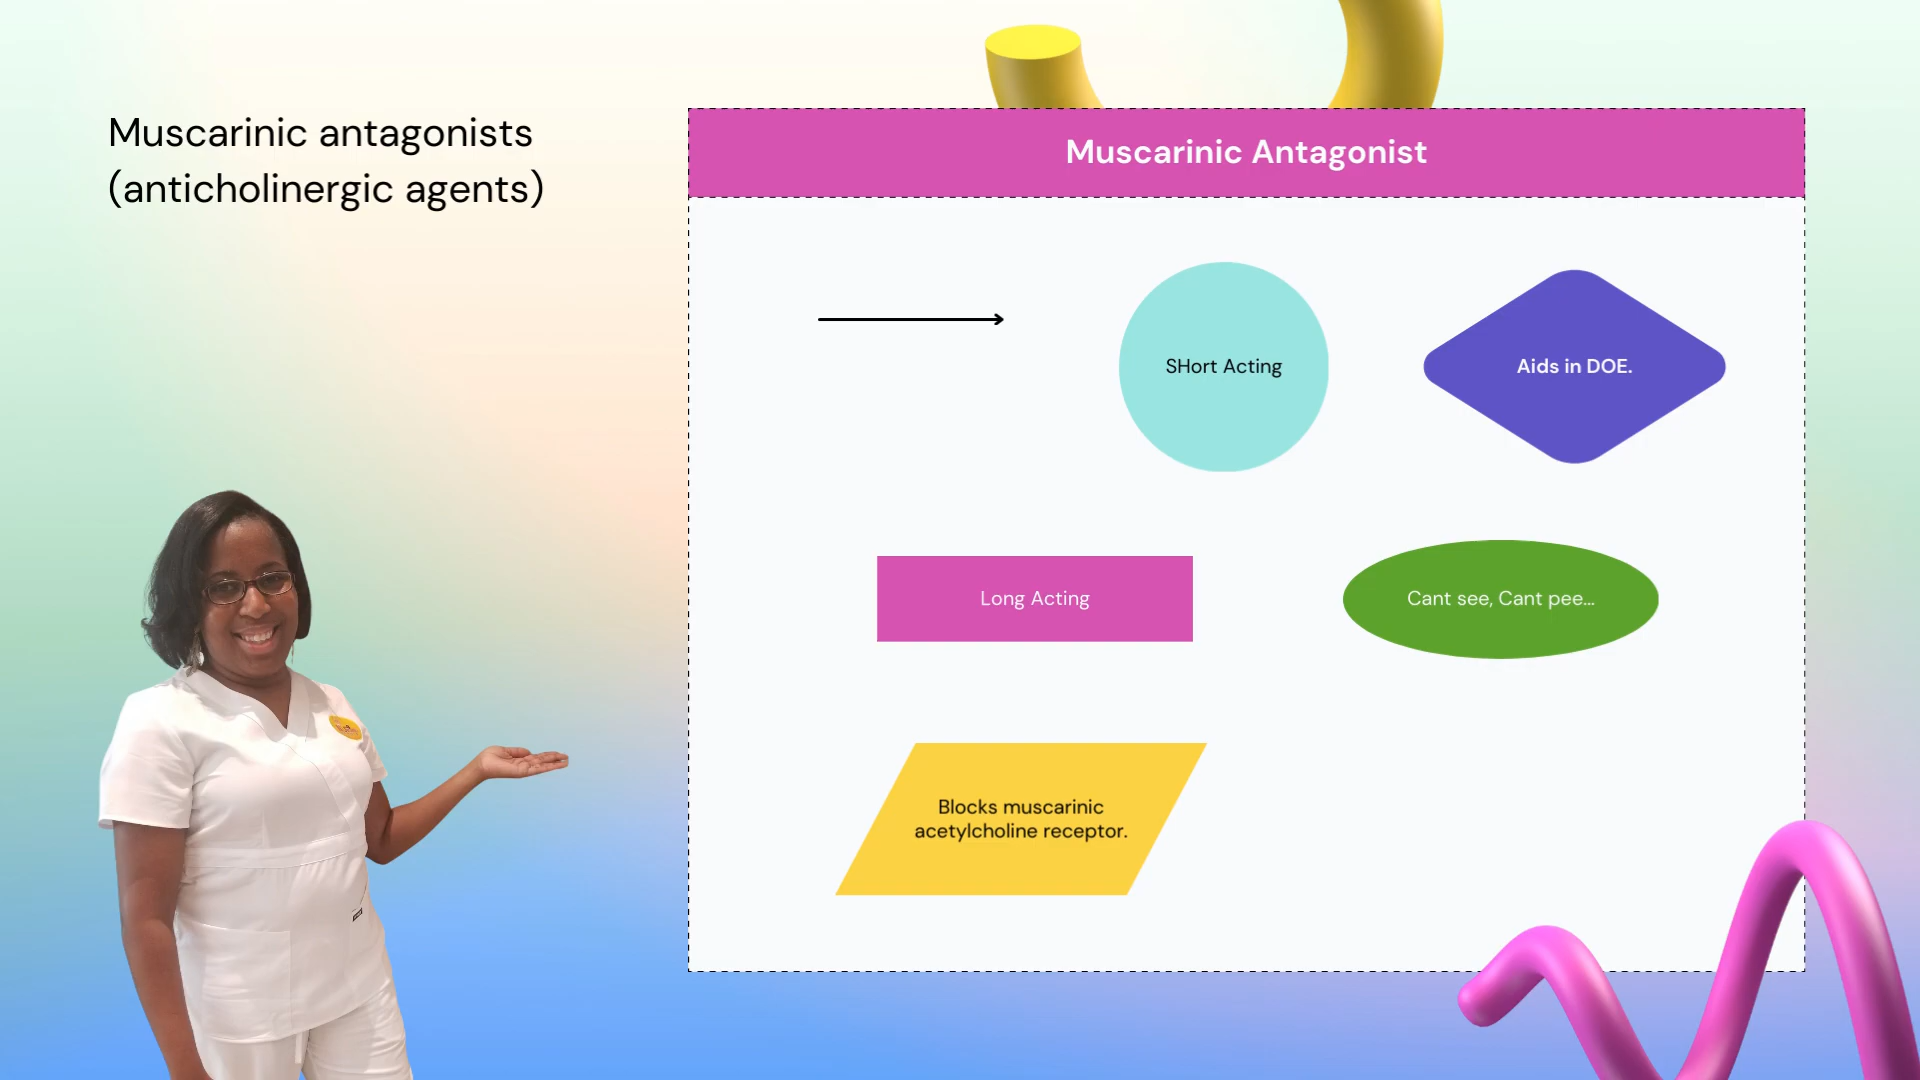 Muscarinic antagonists
(anticholinergic agents)
Muscarinic Antagonist
SHort Acting
Aids in DOE.
Long Acting
Cant see, Cant pee...
Blocks muscarinic
acetylcholine receptor.